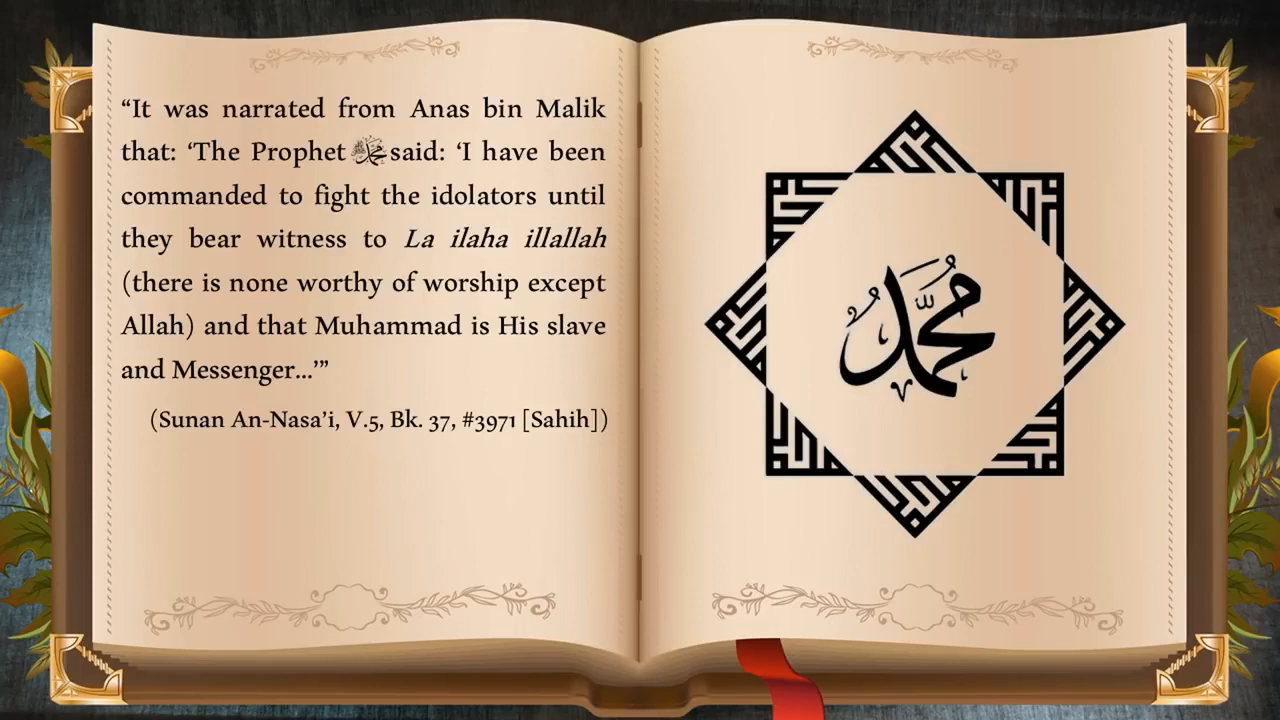 “It was narrated from Anas bin Malik
that: ‘The Prophet ﷺ said: ‘I have been
commanded to fight the idolators until
they bear witness to La ilaha illallah
(there is none worthy of worship except
Allah) and that Muhammad is His slave
and Messenger...’”
(Sunan An-Nasa’i, V.5, Bk. 37, #3971 [Sahih])
مُحَمَّد